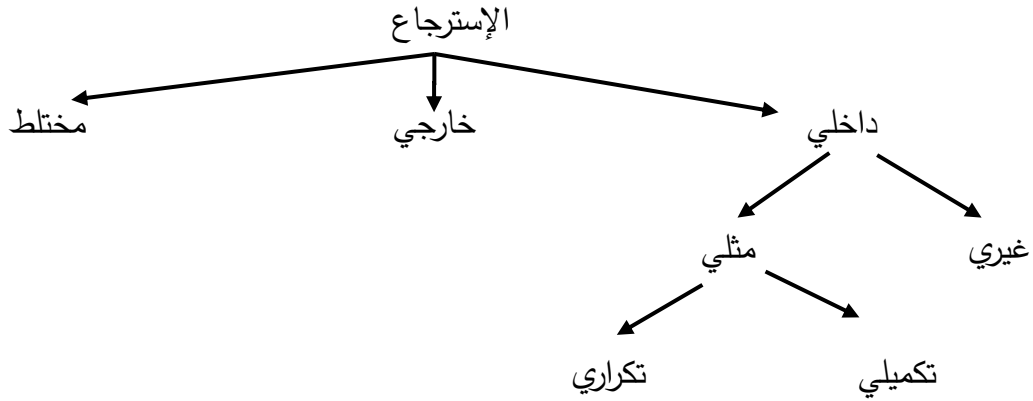 الإسترجاع
داخلي خارجي مختلط
غيري مثلي
تكميلي تكراري